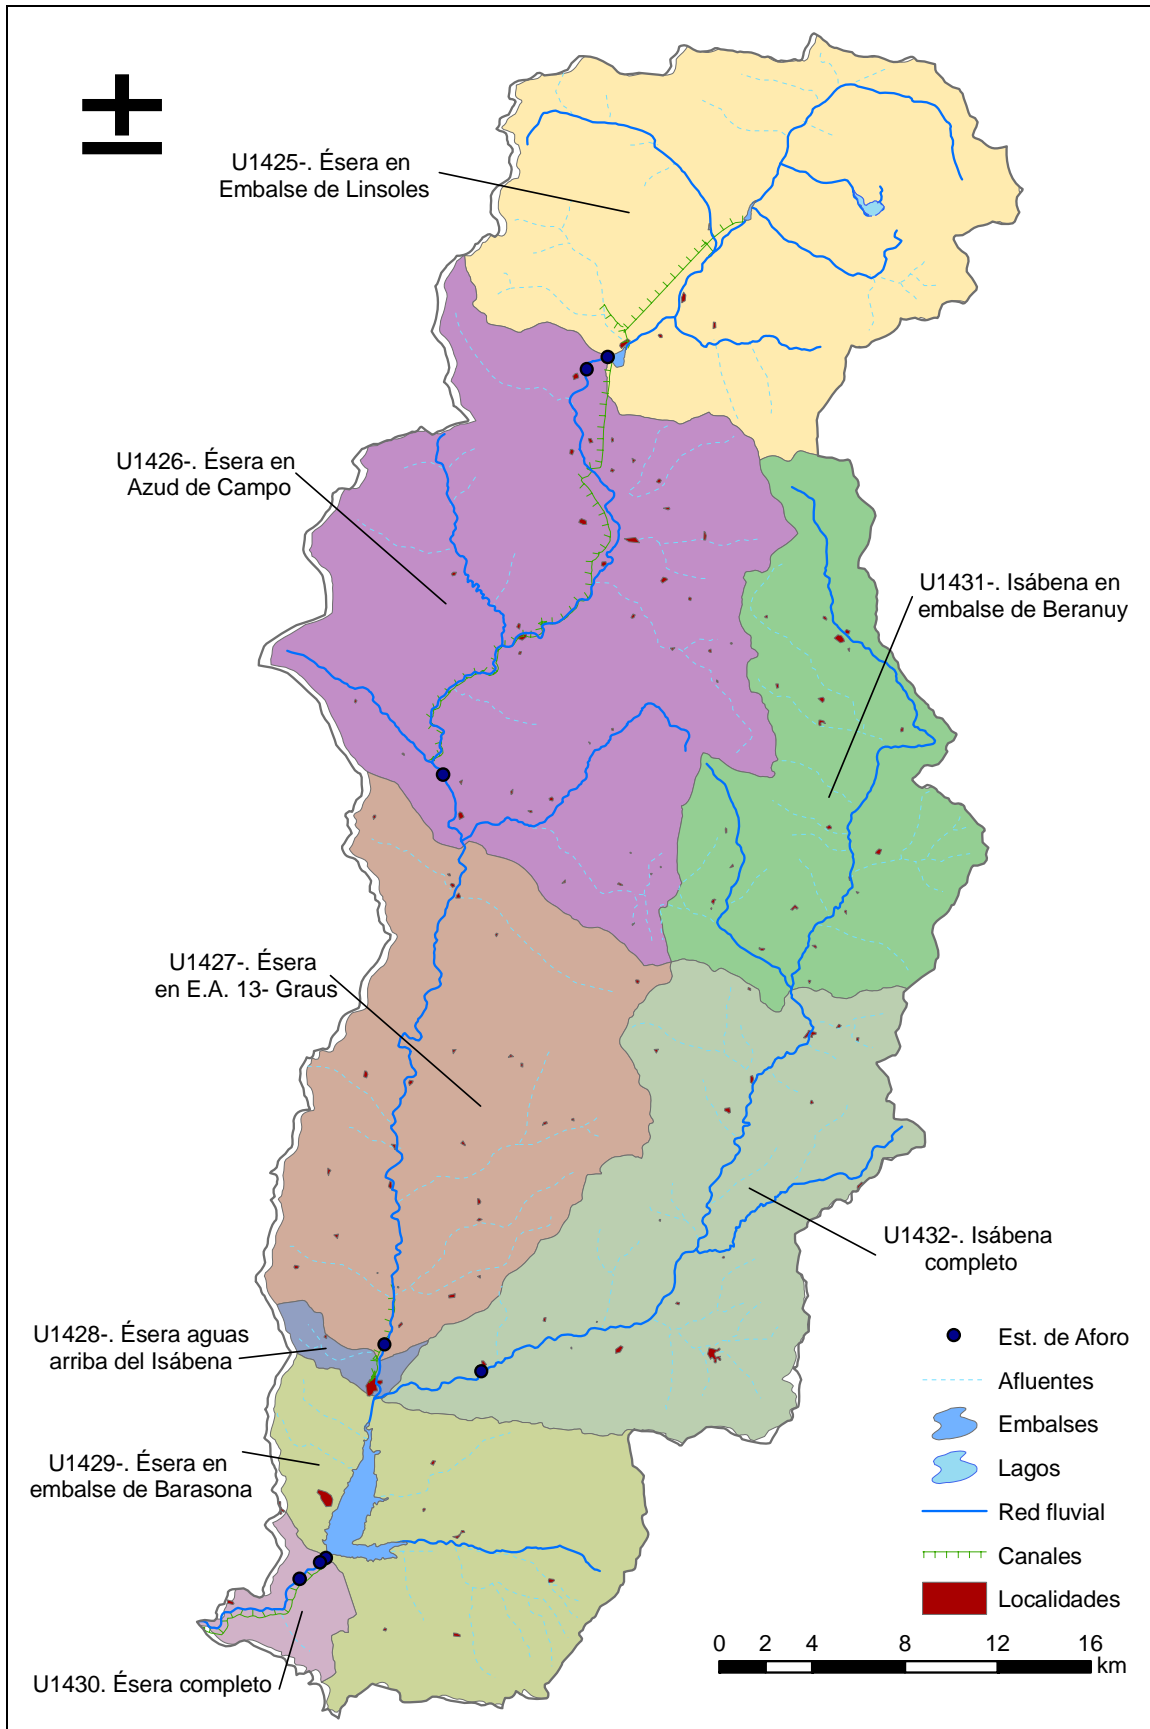 U1425-. Ésera en
Embalse de Linsoles
U1426-. Ésera en
Azud de Campo
U1431-. Isábena en
embalse de Beranuy
U1427-. Ésera
en E.A. 13- Graus
U1432-. Isábena
completo
U1428-. Ésera aguas
arriba del Isábena
U1429-. Ésera en
embalse de Barasona
U1430. Ésera completo
Est. de Aforo
Afluentes
Embalses
Lagos
Red fluvial
Canales
Localidades
0 2 4 8 12 16
km